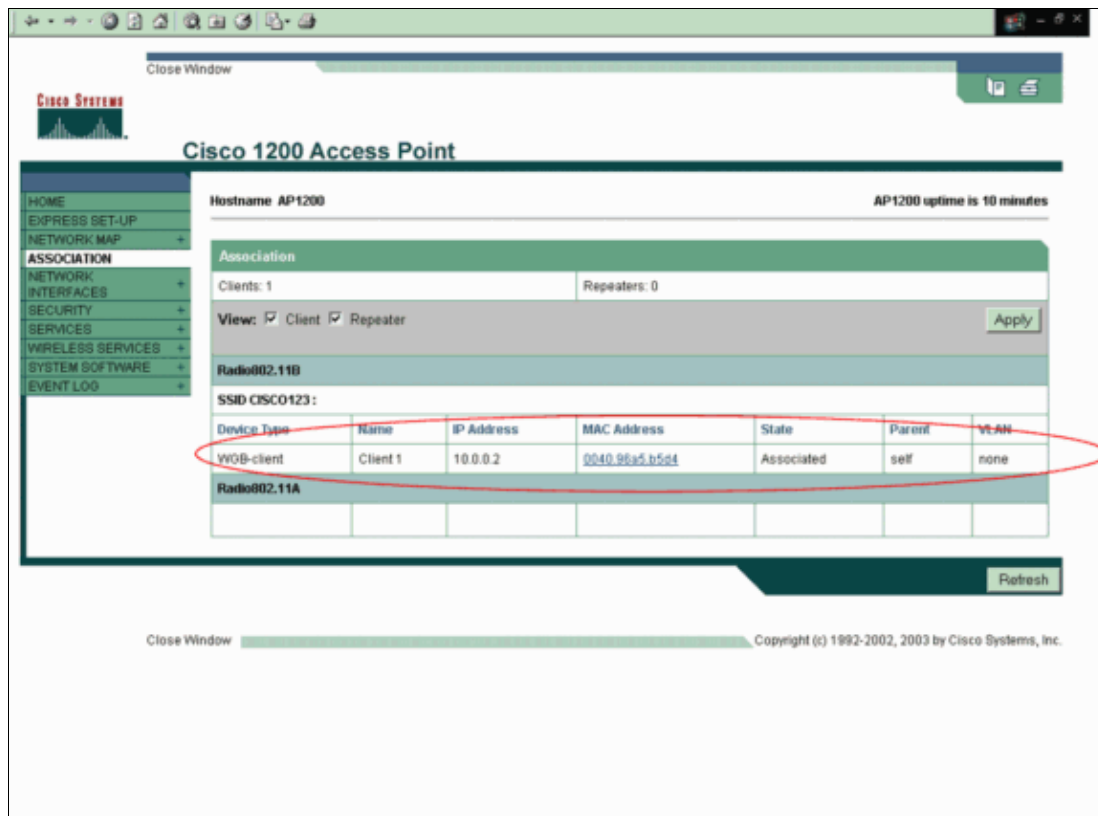 Close Window
CISCO SYSTEMS
Cisco 1200 Access Point
HOME
EXPRESS SET-UP
NETWORK MAP +
ASSOCIATION
NETWORK INTERFACES +
SECURITY +
SERVICES +
WIRELESS SERVICES +
SYSTEM SOFTWARE +
EVENT LOG +
Hostname AP1200
AP1200 uptime is 10 minutes
Association
Clients: 1 Repeaters: 0
View: Client Repeater Apply
Radio802.11B
SSID CISCO123 :
Device Type Name IP Address MAC Address State Parent VLAN
WGB-client Client 1 10.0.0.2 0040.96a5.b5d4 Associated self none
Radio802.11A
Refresh
Close Window
Copyright (c) 1992-2002, 2003 by Cisco Systems, Inc.